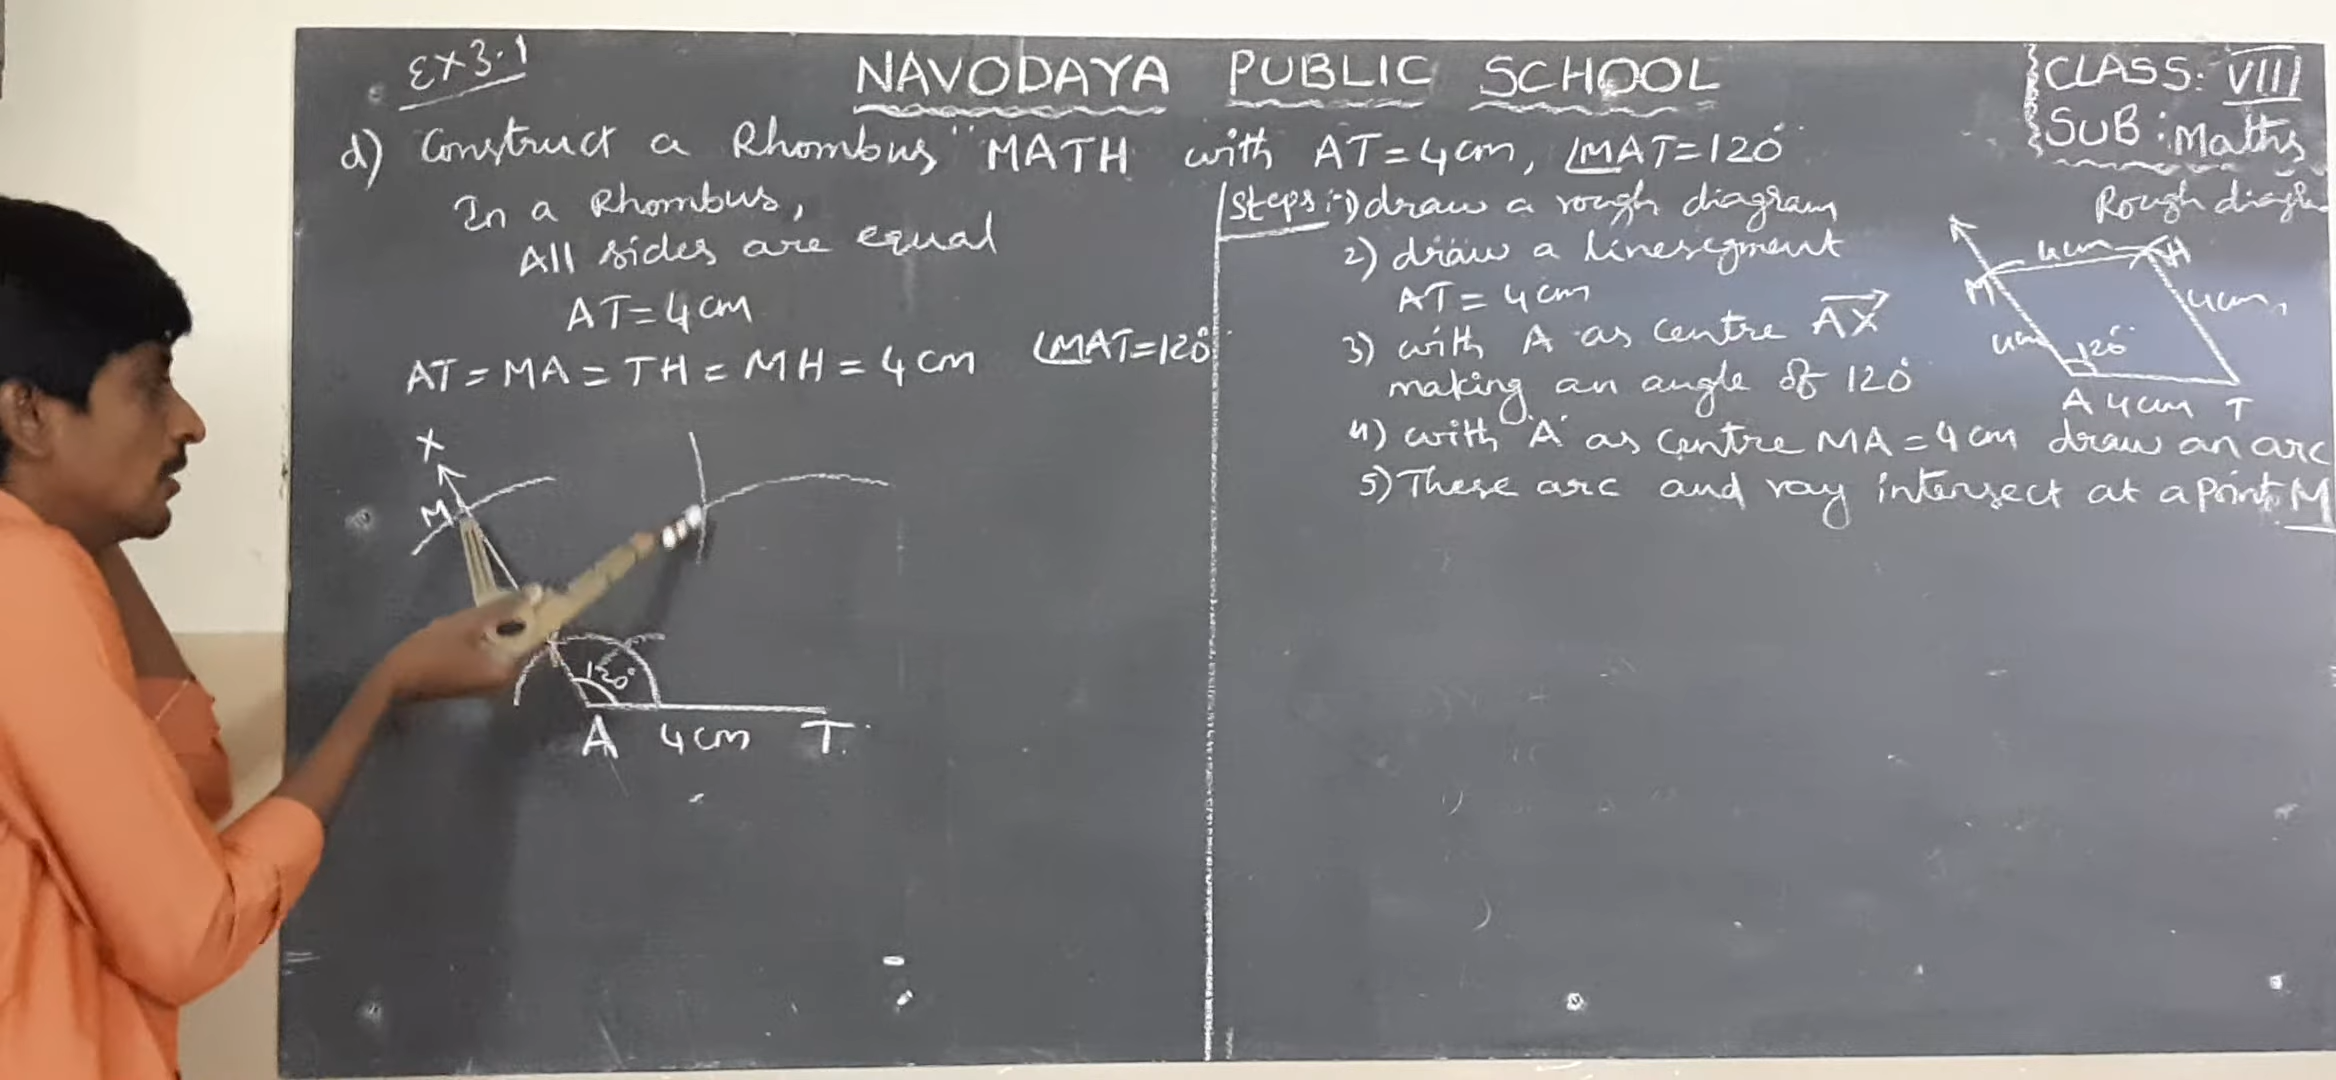 Ex 3.1
NAVODAYA PUBLIC SCHOOL
CLASS: VIII
SUB: Maths
d) Construct a Rhombus "MATH with AT=4cm, ∠MAT=120°
In a Rhombus,
All sides are equal
AT=4cm
AT=MA=TH=MH=4cm ∠MAT=120°
X
M
120°
A 4cm T
Steps:-1) draw a rough diagram
2) draw a linesegment
AT=4cm
3) with A as centre AX→
making an angle of 120°
4) with 'A' as centre MA=4cm draw an arc
5) These arc and ray intersect at a point M
Rough
4cm H
M
4cm
4cm
120°
A 4cm T